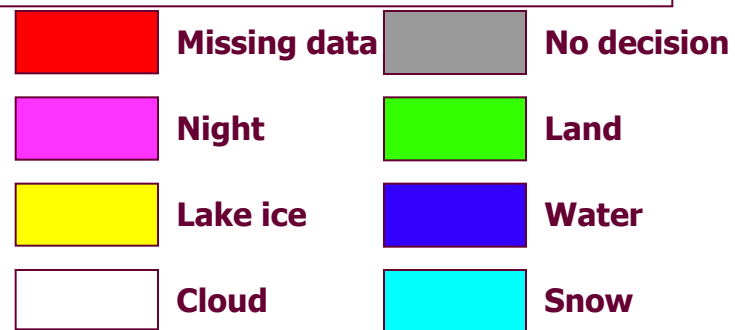 Missing data No decision
Night Land
Lake ice Water
Cloud Snow